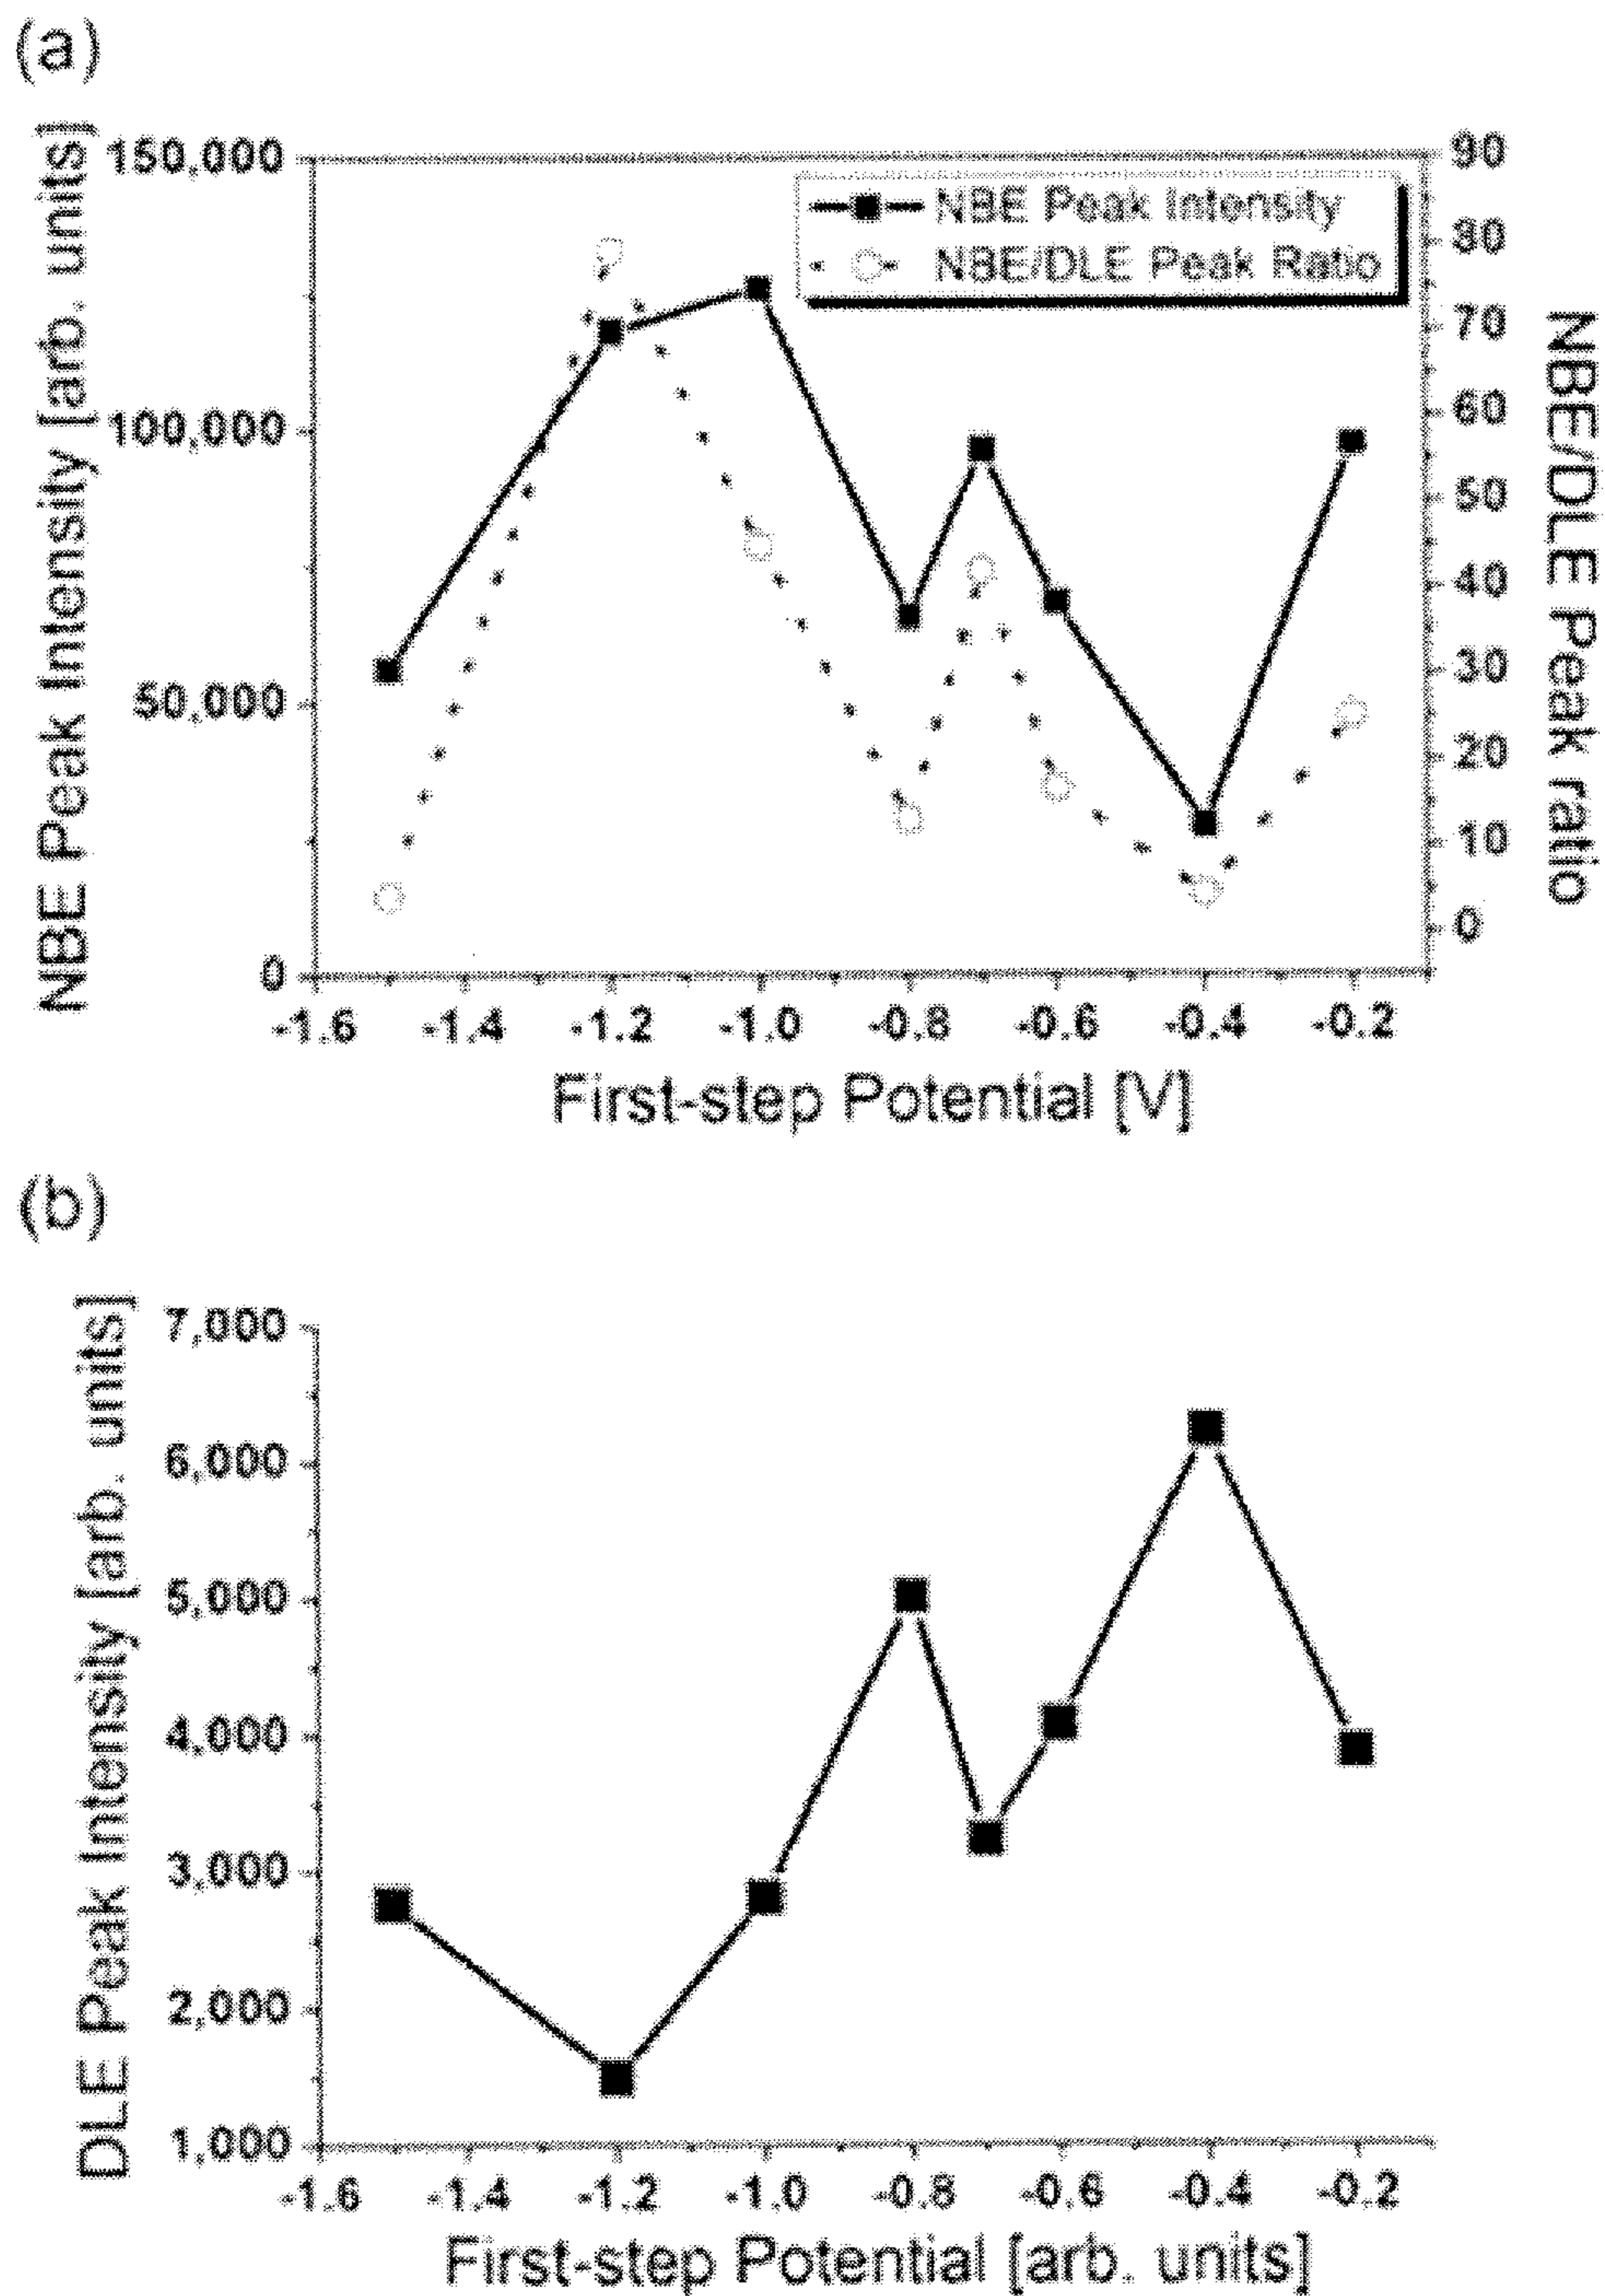 (a)
NBE Peak Intensity [arb. units]
150,000
100,000
50,000
0
NBE Peak Intensity
NBE/DLE Peak Ratio
90
80
70
60
50
40
30
20
10
0
NBE/DLE Peak ratio
-1.6 -1.4 -1.2 -1.0 -0.8 -0.6 -0.4 -0.2
First-step Potential [V]
(b)
DLE Peak Intensity [arb. units]
7,000
6,000
5,000
4,000
3,000
2,000
1,000
-1.6 -1.4 -1.2 -1.0 -0.8 -0.6 -0.4 -0.2
First-step Potential [arb. units]